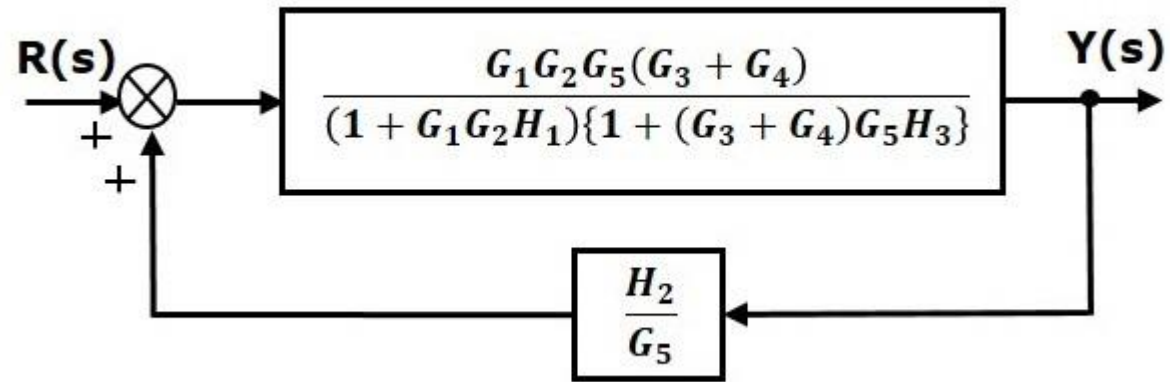 R(s)
+
+
G₁G₂G₅(G₃ + G₄)
(1 + G₁G₂H₁){1 + (G₃ + G₄)G₅H₃}
Y(s)
H₂
G₅